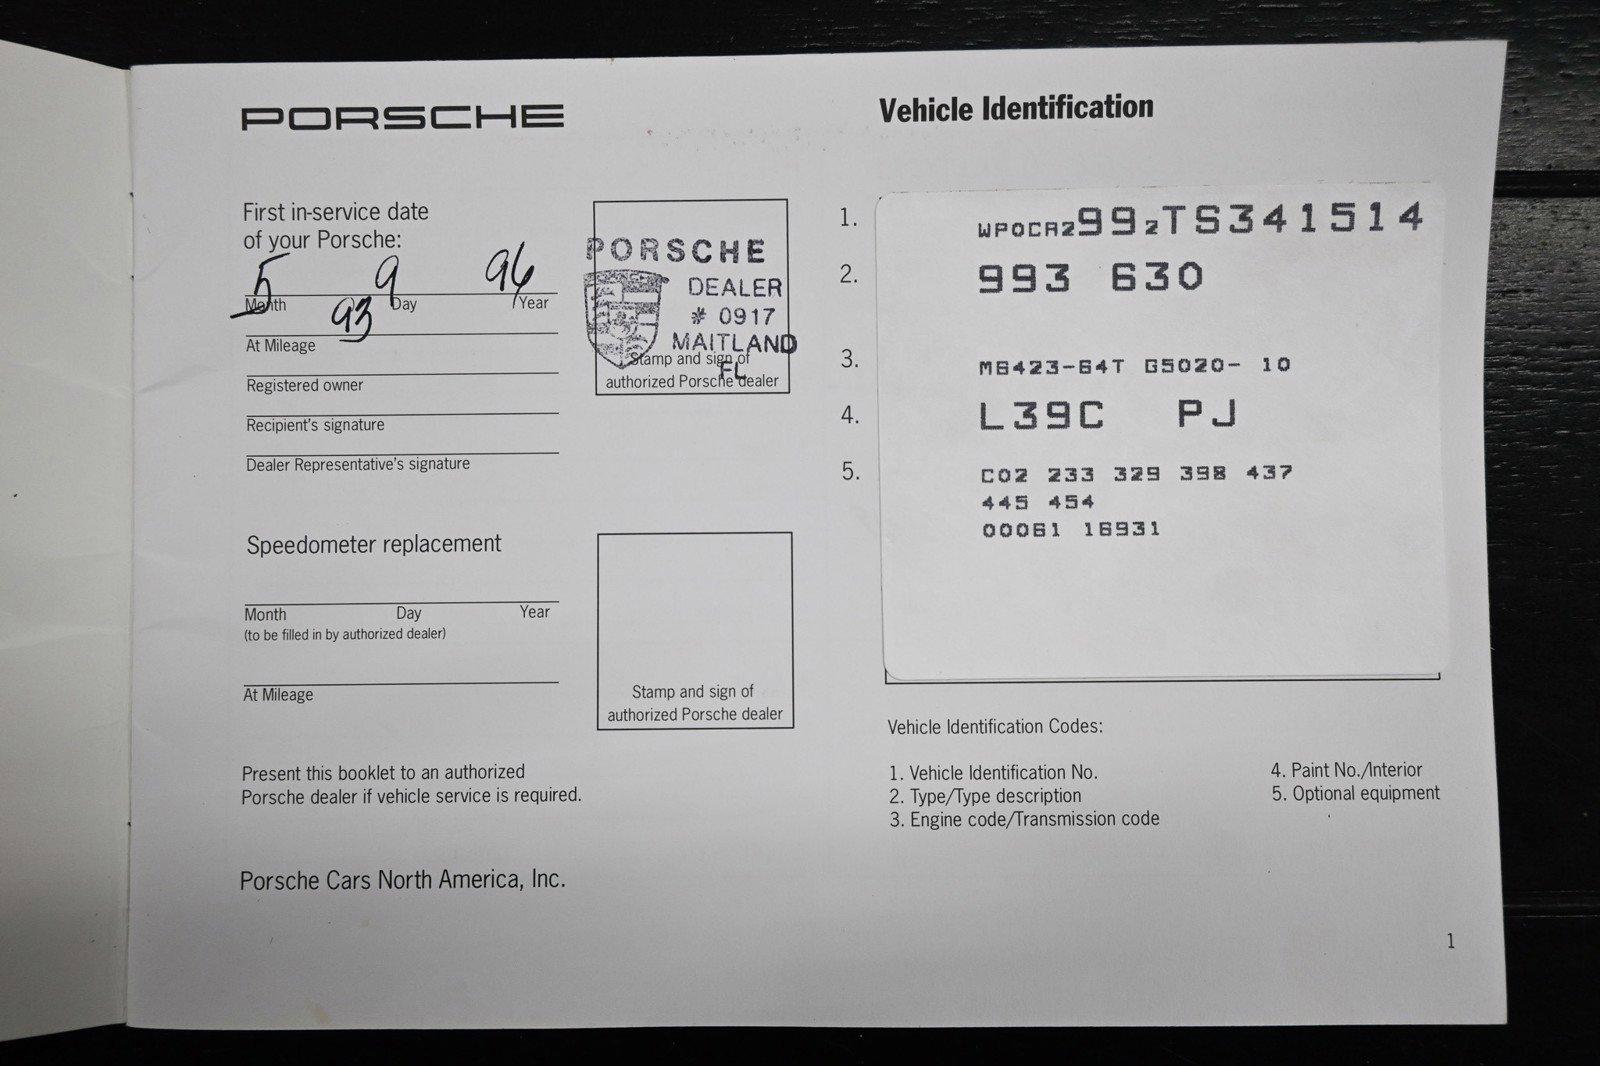 PORSCHE
First in-service date
of your Porsche:
5 9 96
Month Day Year
93
At Mileage
Registered owner
Recipient's signature
Dealer Representative's signature
PORSCHE
DEALER
# 0917
MAITLAND
FL
Stamp and sign of
authorized Porsche dealer
Speedometer replacement
Month Day Year
(to be filled in by authorized dealer)
At Mileage
Stamp and sign of
authorized Porsche dealer
Present this booklet to an authorized
Porsche dealer if vehicle service is required.
Porsche Cars North America, Inc.
Vehicle Identification
1. WP0CA2992TS341514
2. 993 630
3. M6423-64T G5020- 10
4. L39C PJ
5. C02 233 329 398 437
445 454
00061 16931
Vehicle Identification Codes:
1. Vehicle Identification No.
2. Type/Type description
3. Engine code/Transmission code
4. Paint No./Interior
5. Optional equipment
1